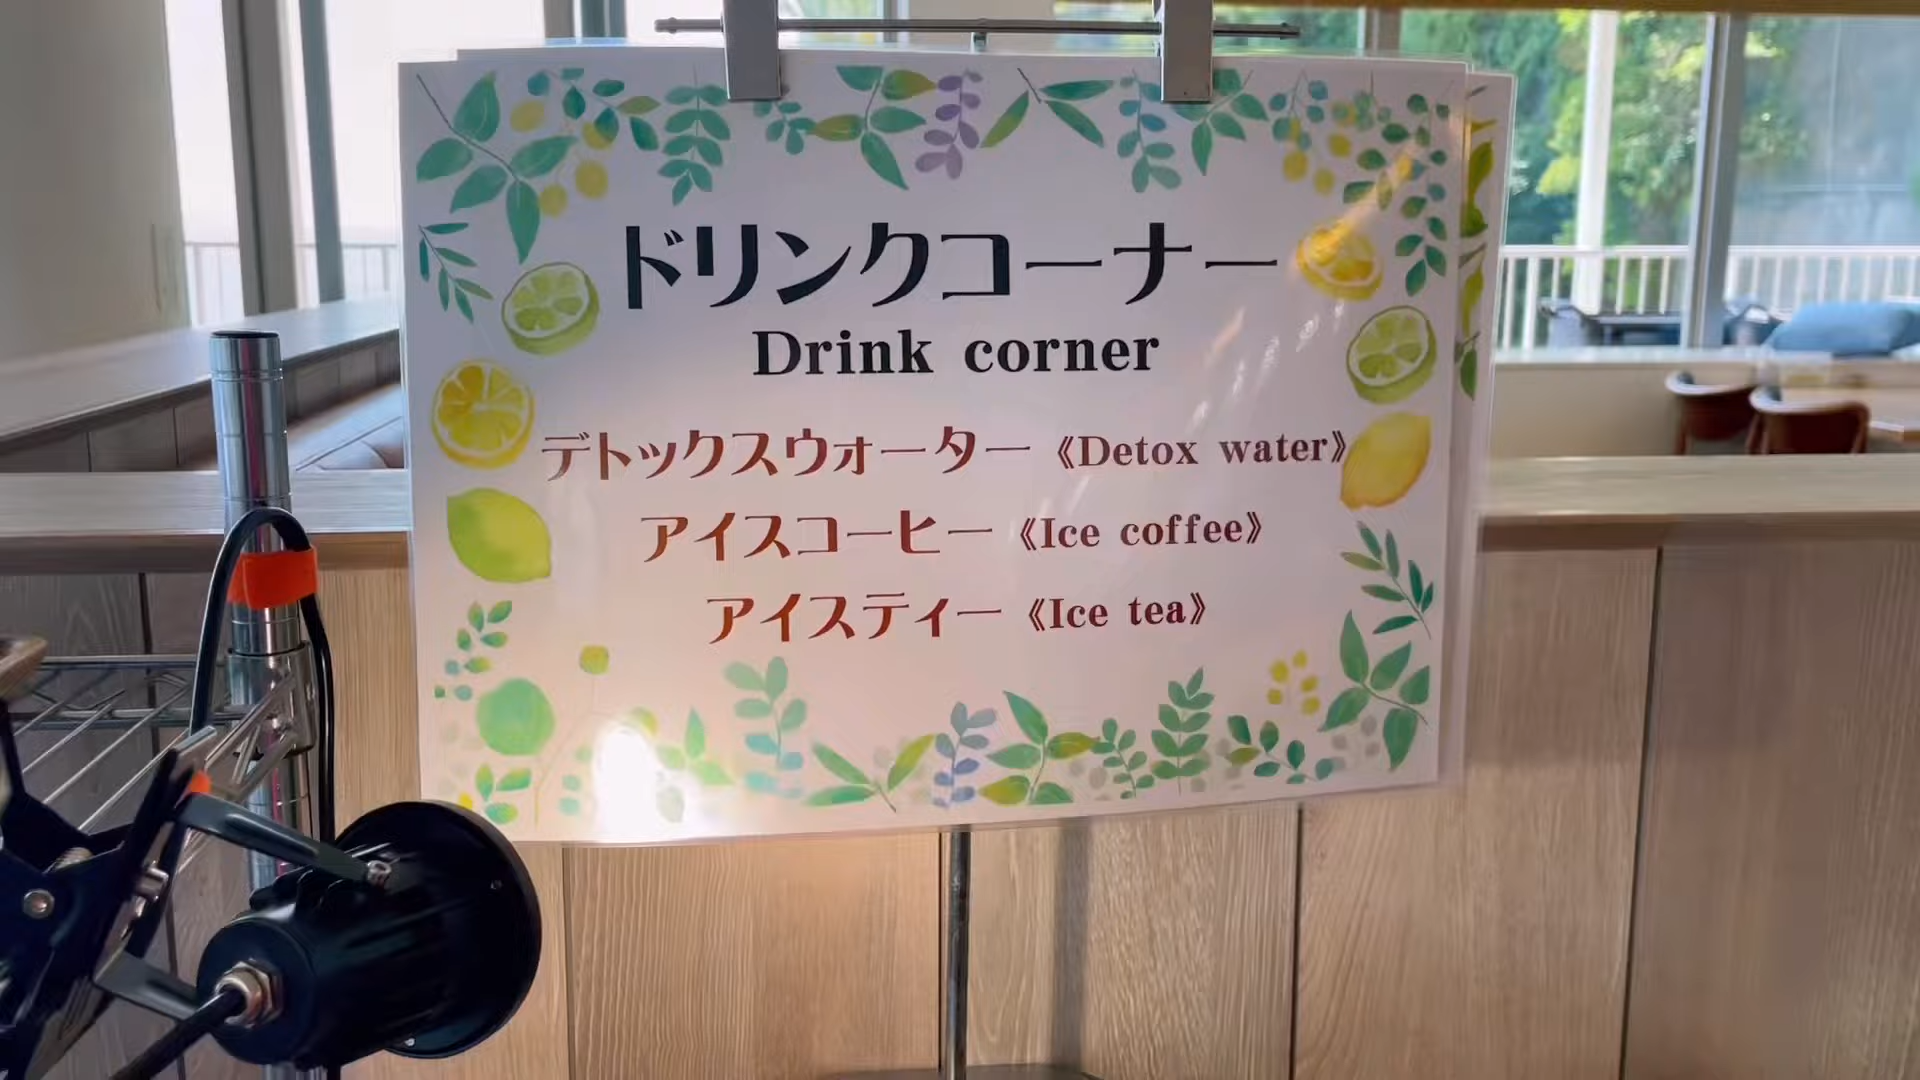 ドリンクコーナー
Drink corner
デトックスウォーター《Detox water》
アイスコーヒー《Ice coffee》
アイスティー《Ice tea》